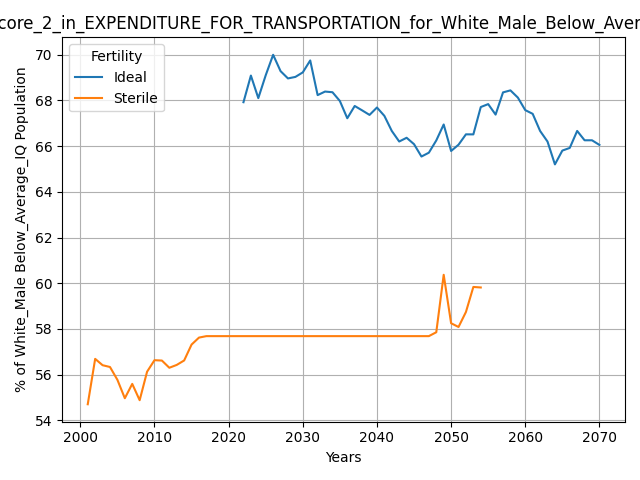 core_2_in_EXPENDITURE_FOR_TRANSPORTATION_for_White_Male_Below_Aver
Fertility
Ideal
Sterile
% of White_Male Below_Average_IQ Population
70
68
66
64
62
60
58
56
54
2000 2010 2020 2030 2040 2050 2060 2070
Years